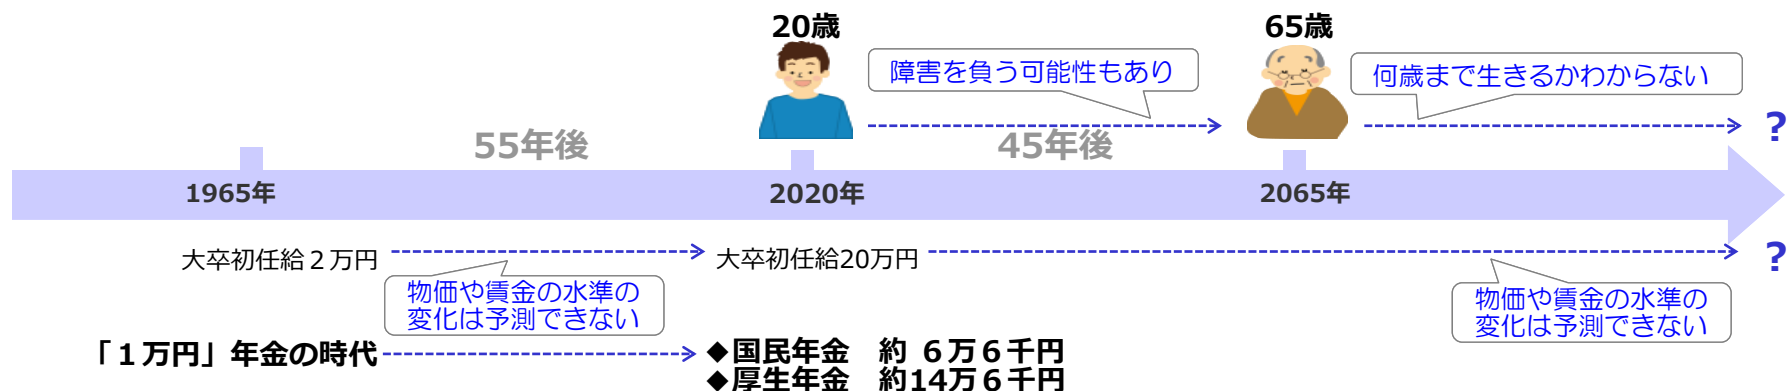 20歳
65歳
障害を負う可能性もあり
何歳まで生きるかわからない
?
55年後
45年後
1965年
2020年
2065年
大卒初任給２万円
大卒初任給20万円
?
物価や賃金の水準の
変化は予測できない
物価や賃金の水準の
変化は予測できない
「１万円」年金の時代
◆国民年金　約 ６万６千円
◆厚生年金　約14万６千円